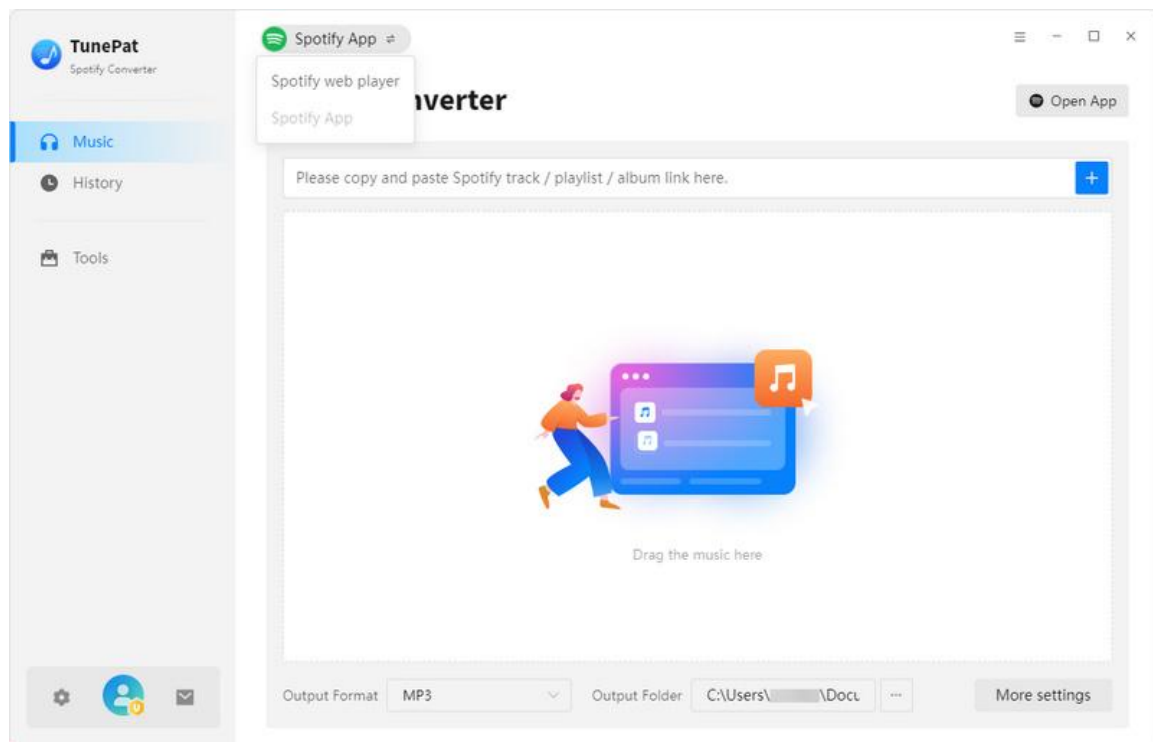 TunePat
Spotify Converter
Music
History
Tools
Spotify App
Spotify web player
Spotify App
nverter
Open App
Please copy and paste Spotify track / playlist / album link here.
Drag the music here
Output Format MP3 Output Folder C:\Users\ \Docu ...
More settings